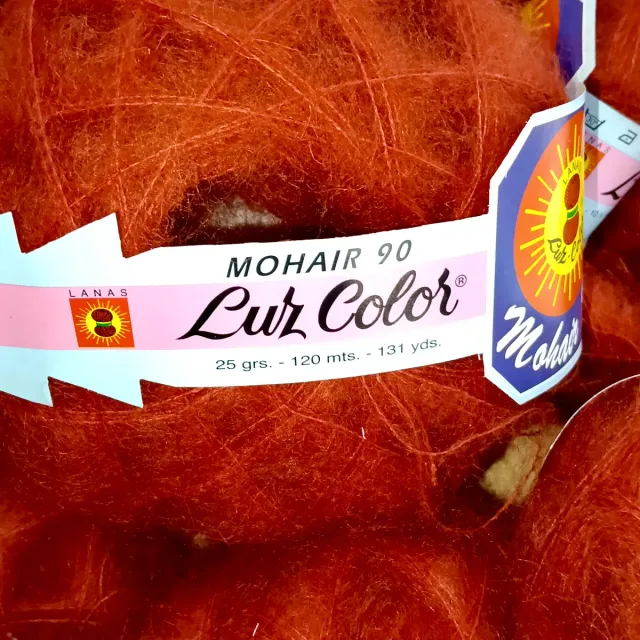 MOHAIR 90
LANAS
Luz Color®
25 grs. - 120 mts. - 131 yds.
Mohair